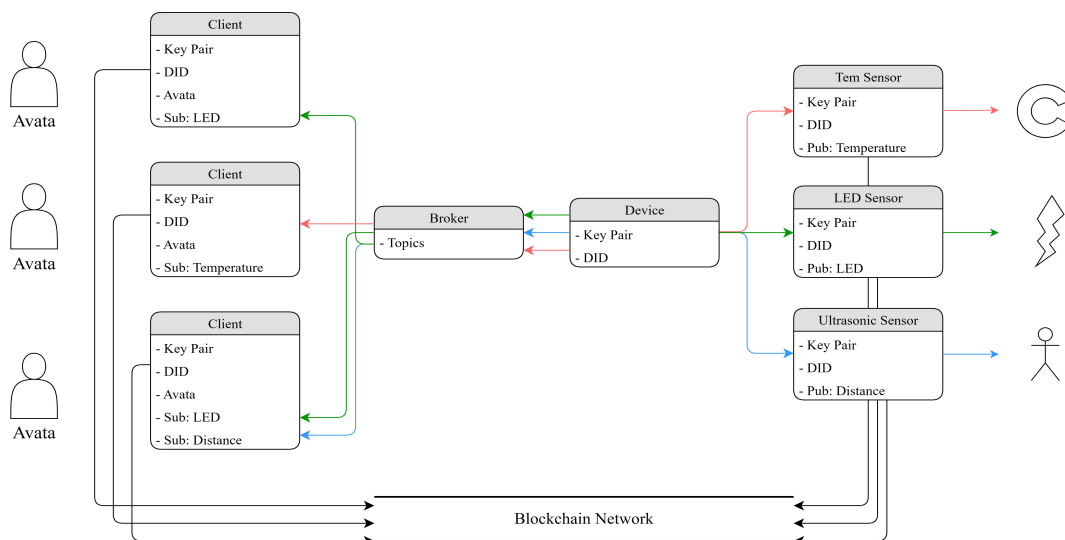 Avata
Avata
Avata
Client
- Key Pair
- DID
- Avata
- Sub: LED
Client
- Key Pair
- DID
- Avata
- Sub: Temperature
Client
- Key Pair
- DID
- Avata
- Sub: LED
- Sub: Distance
Broker
- Topics
Device
- Key Pair
- DID
Tem Sensor
- Key Pair
- DID
- Pub: Temperature
LED Sensor
- Key Pair
- DID
- Pub: LED
Ultrasonic Sensor
- Key Pair
- DID
- Pub: Distance
Blockchain Network